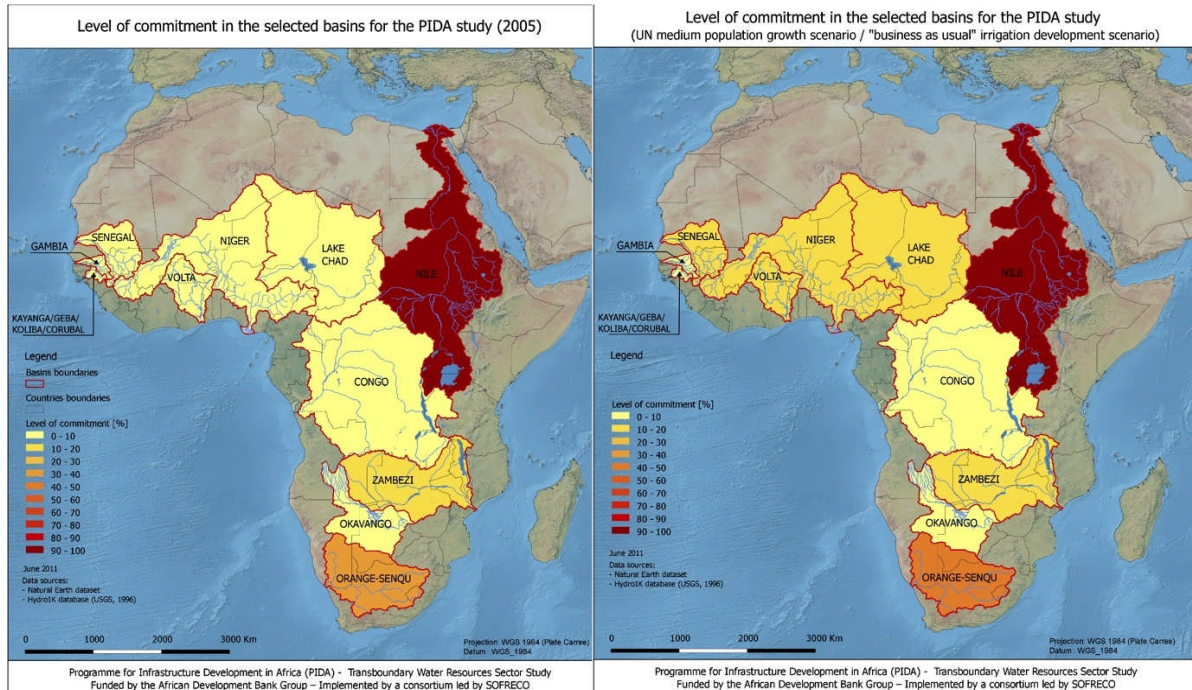 Level of commitment in the selected basins for the PIDA study (2005)
SENEGAL
GAMBIA
NIGER
LAKE
CHAD
VOLTA
NILE
KAYANGA/GEBA/
KOLIBA/CORUBAL
Legend
Basins boundaries
Countries boundaries
CONGO
Level of commitment [%]
0 - 10
10 - 20
20 - 30
30 - 40
40 - 50
50 - 60
60 - 70
70 - 80
80 - 90
90 - 100
ZAMBEZI
OKAVANGO
ORANGE-SENQU
June 2011
Data sources:
- Natural Earth dataset
- Hydro1K database (USGS, 1996)
0 1000 2000 3000 Km
Projection: WGS 1984 (Plate Carree)
Datum : WGS_1984
Programme for Infrastructure Development in Africa (PIDA) - Transboundary Water Resources Sector Study
Funded by the African Development Bank Group – Implemented by a consortium led by SOFRECO
Level of commitment in the selected basins for the PIDA study
(UN medium population growth scenario / "business as usual" irrigation development scenario)
SENEGAL
GAMBIA
NIGER
LAKE
CHAD
VOLTA
NILE
KAYANGA/GEBA/
KOLIBA/CORUBAL
Legend
CONGO
Level of commitment [%]
0 - 10
10 - 20
20 - 30
30 - 40
40 - 50
50 - 60
60 - 70
70 - 80
80 - 90
90 - 100
ZAMBEZI
OKAVANGO
ORANGE-SENQU
June 2011
Data sources:
- Natural Earth dataset
- Hydro1K database (USGS, 1996)
0 1000 2000 3000 Km
Projection: WGS 1984 (Plate Carree)
Datum : WGS_1984
Programme for Infrastructure Development in Africa (PIDA) - Transboundary Water Resources Sector Study
Funded by the African Development Bank Group – Implemented by a consortium led by SOFRECO